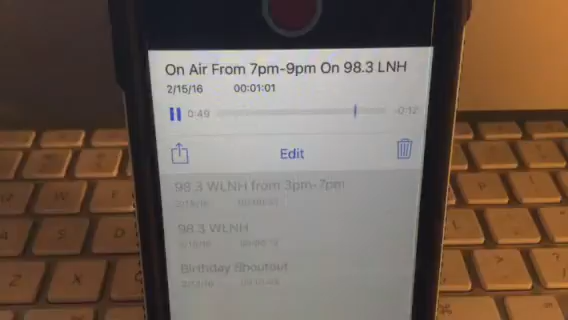 On Air From 7pm-9pm On 98.3 LNH
2/15/16 00:01:01
0:49 -0:12
Edit
98.3 WLNH from 3pm-7pm
98.3 WLNH
Birthday Shoutout